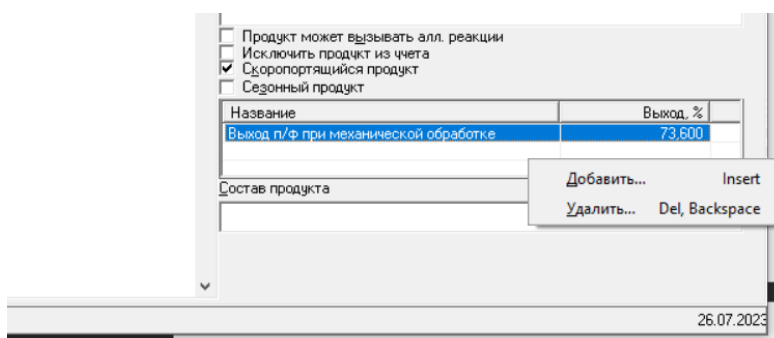 Продукт может вызывать алл. реакции
Исключить продукт из учета
Скоропортящийся продукт
Сезонный продукт
Название Выход, %
Выход п/ф при механической обработке 73,600
Добавить... Insert
Состав продукта
Удалить... Del, Backspace
26.07.2023